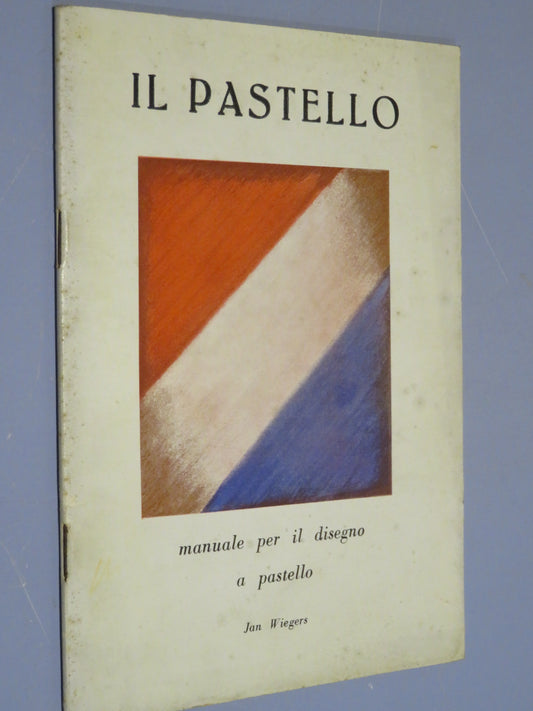 IL PASTELLO
manuale per il disegno
a pastello
Jan Wiegers